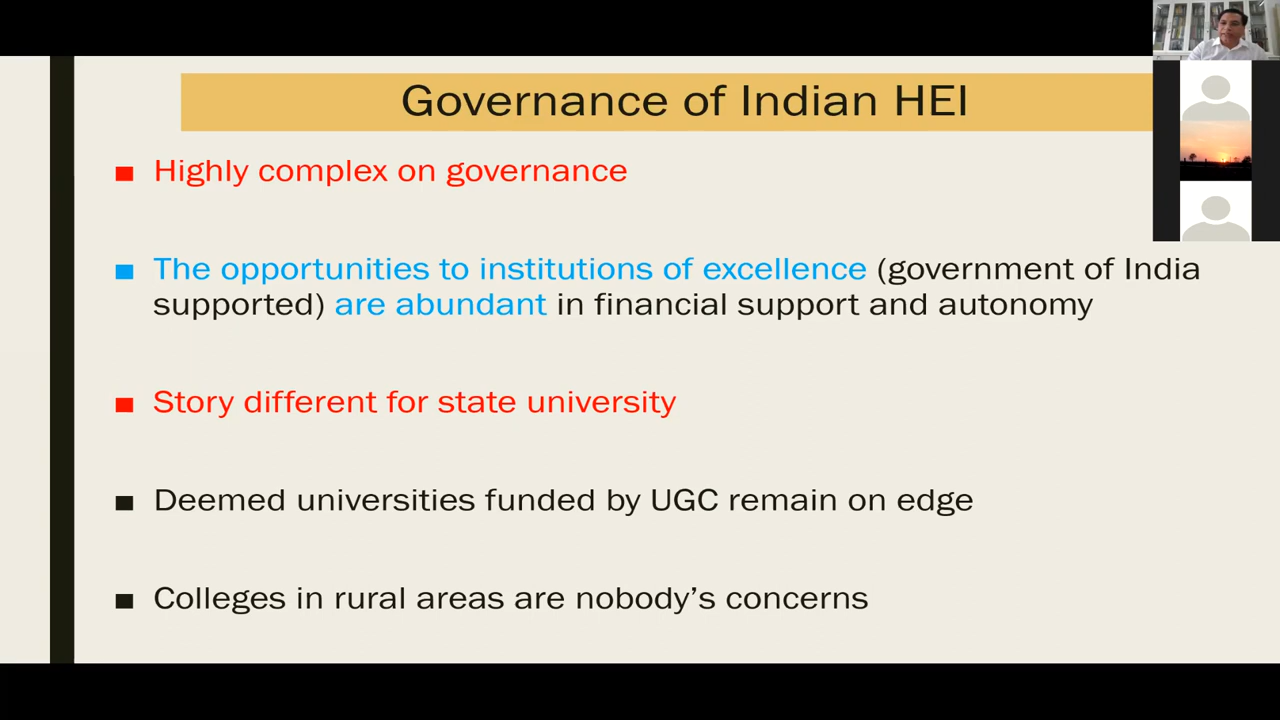 Governance of Indian HEI
■ Highly complex on governance
■ The opportunities to institutions of excellence (government of India
supported) are abundant in financial support and autonomy
■ Story different for state university
■ Deemed universities funded by UGC remain on edge
■ Colleges in rural areas are nobody’s concerns